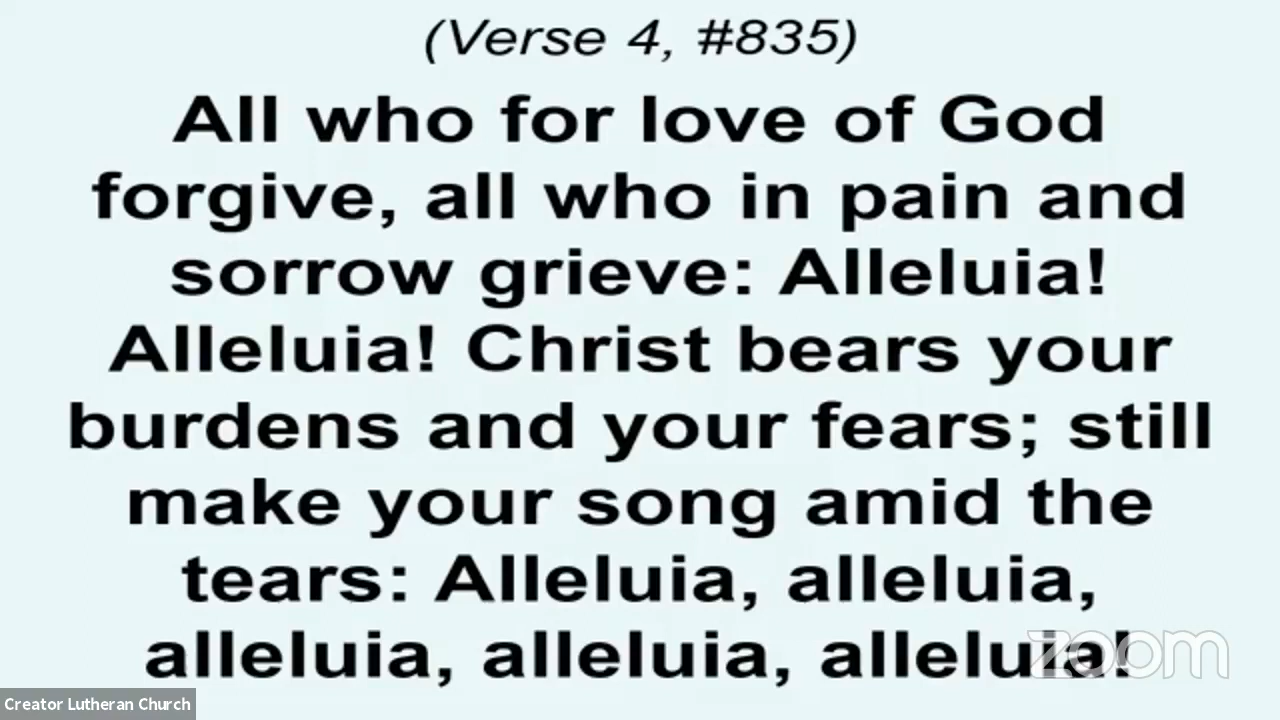 (Verse 4, #835)
All who for love of God
forgive, all who in pain and
sorrow grieve: Alleluia!
Alleluia! Christ bears your
burdens and your fears; still
make your song amid the
tears: Alleluia, alleluia,
alleluia, alleluia, alleluia!
zoom
Creator Lutheran Church